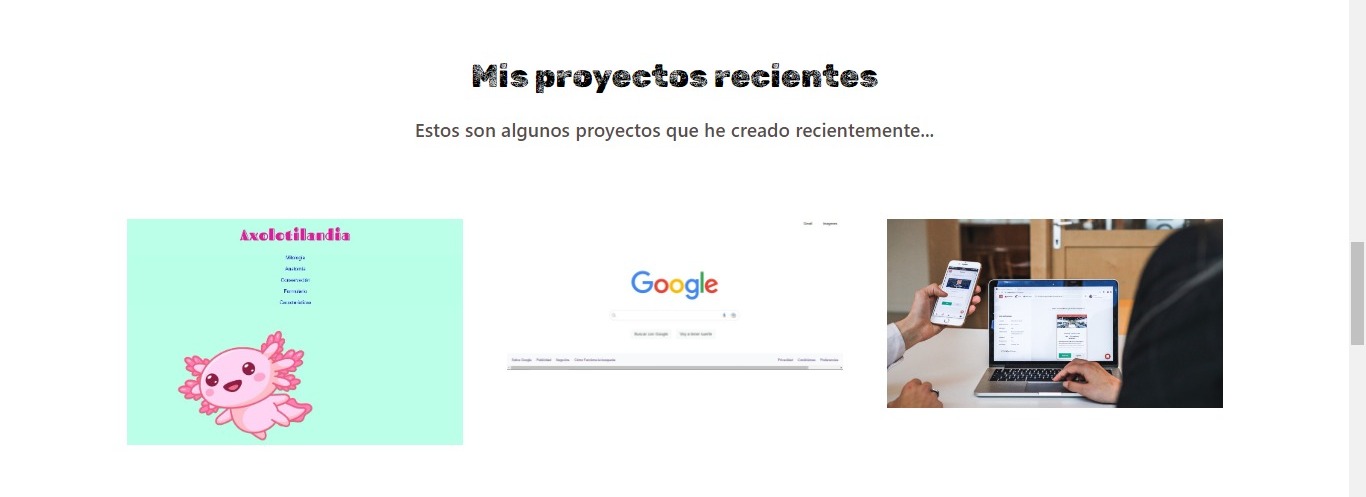 Mis proyectos recientes
Estos son algunos proyectos que he creado recientemente...
Axolotilandia
Mitología
Anatomía
Conservación
Formulario
Características
Gmail Imágenes
Google
Buscar con Google Voy a tener suerte
Sobre Google Publicidad Negocios Cómo funciona la búsqueda
Privacidad Condiciones Preferencias